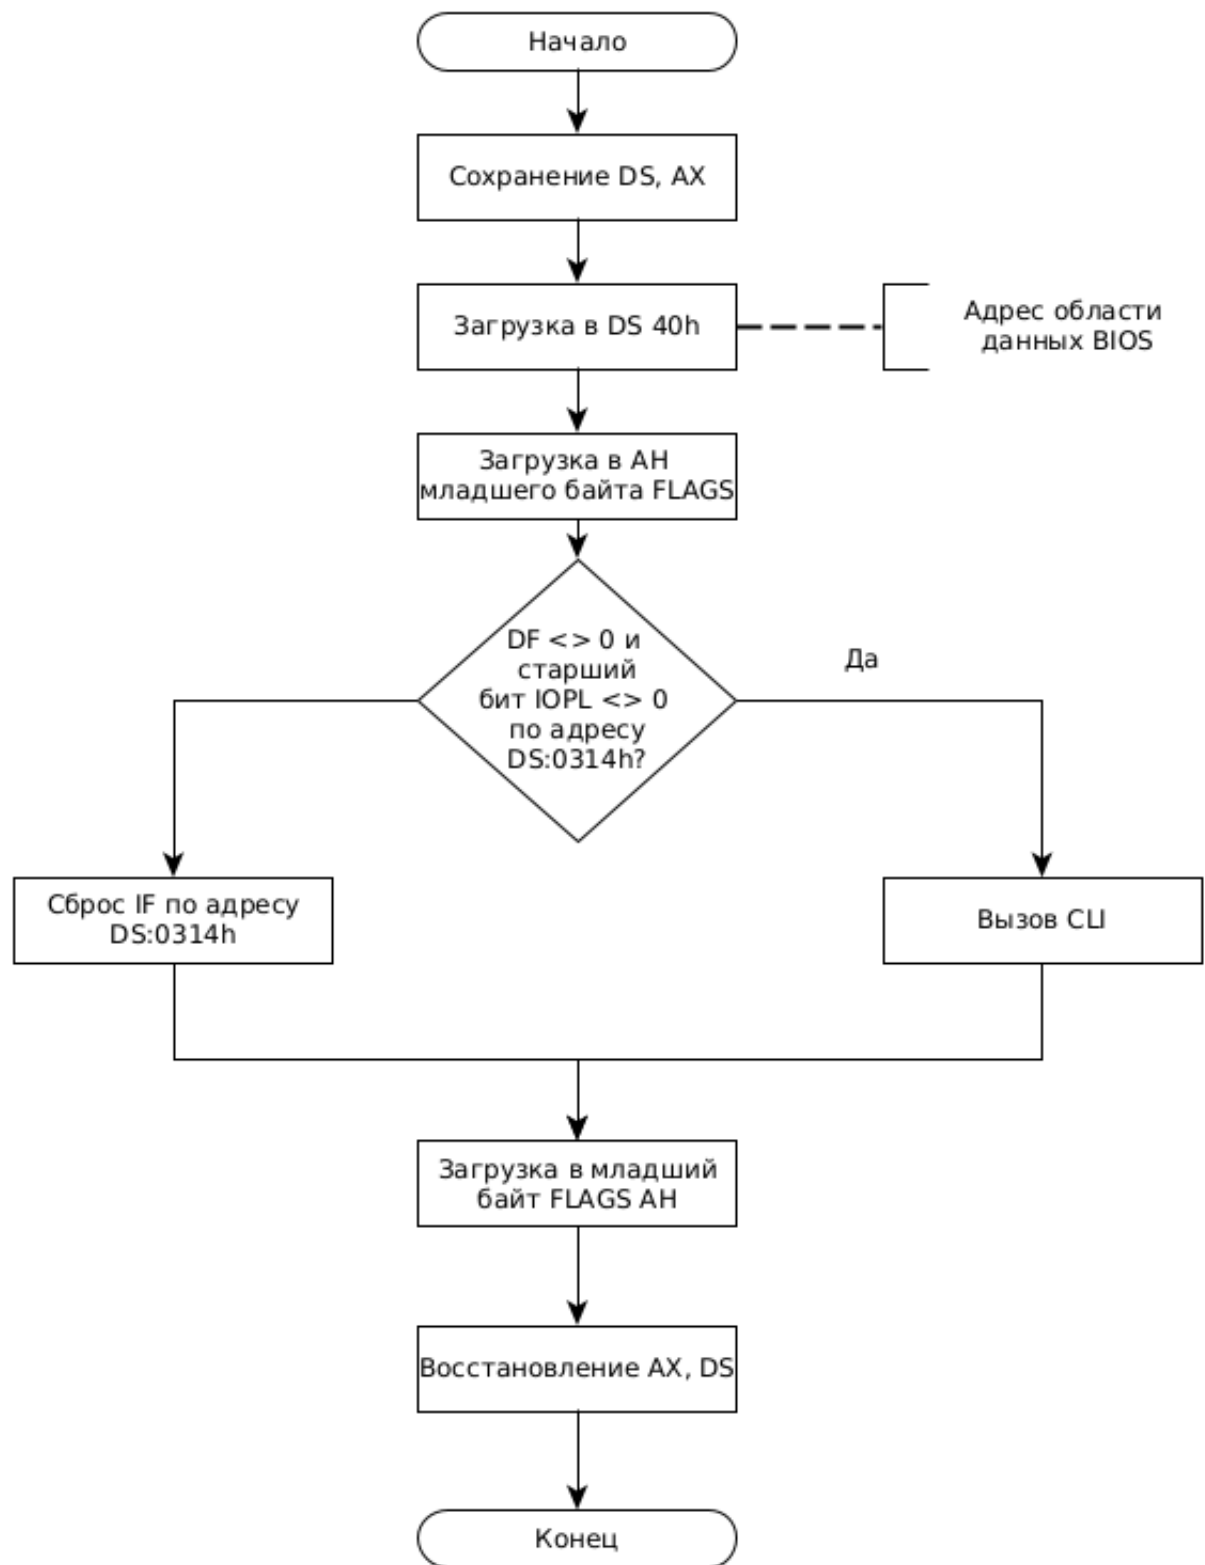 Начало
Сохранение DS, AX
Загрузка в DS 40h
Адрес области
данных BIOS
Загрузка в AH
младшего байта FLAGS
DF <> 0 и
старший
бит IOPL <> 0
по адресу
DS:0314h?
Да
Сброс IF по адресу
DS:0314h
Вызов CLI
Загрузка в младший
байт FLAGS AH
Восстановление AX, DS
Конец